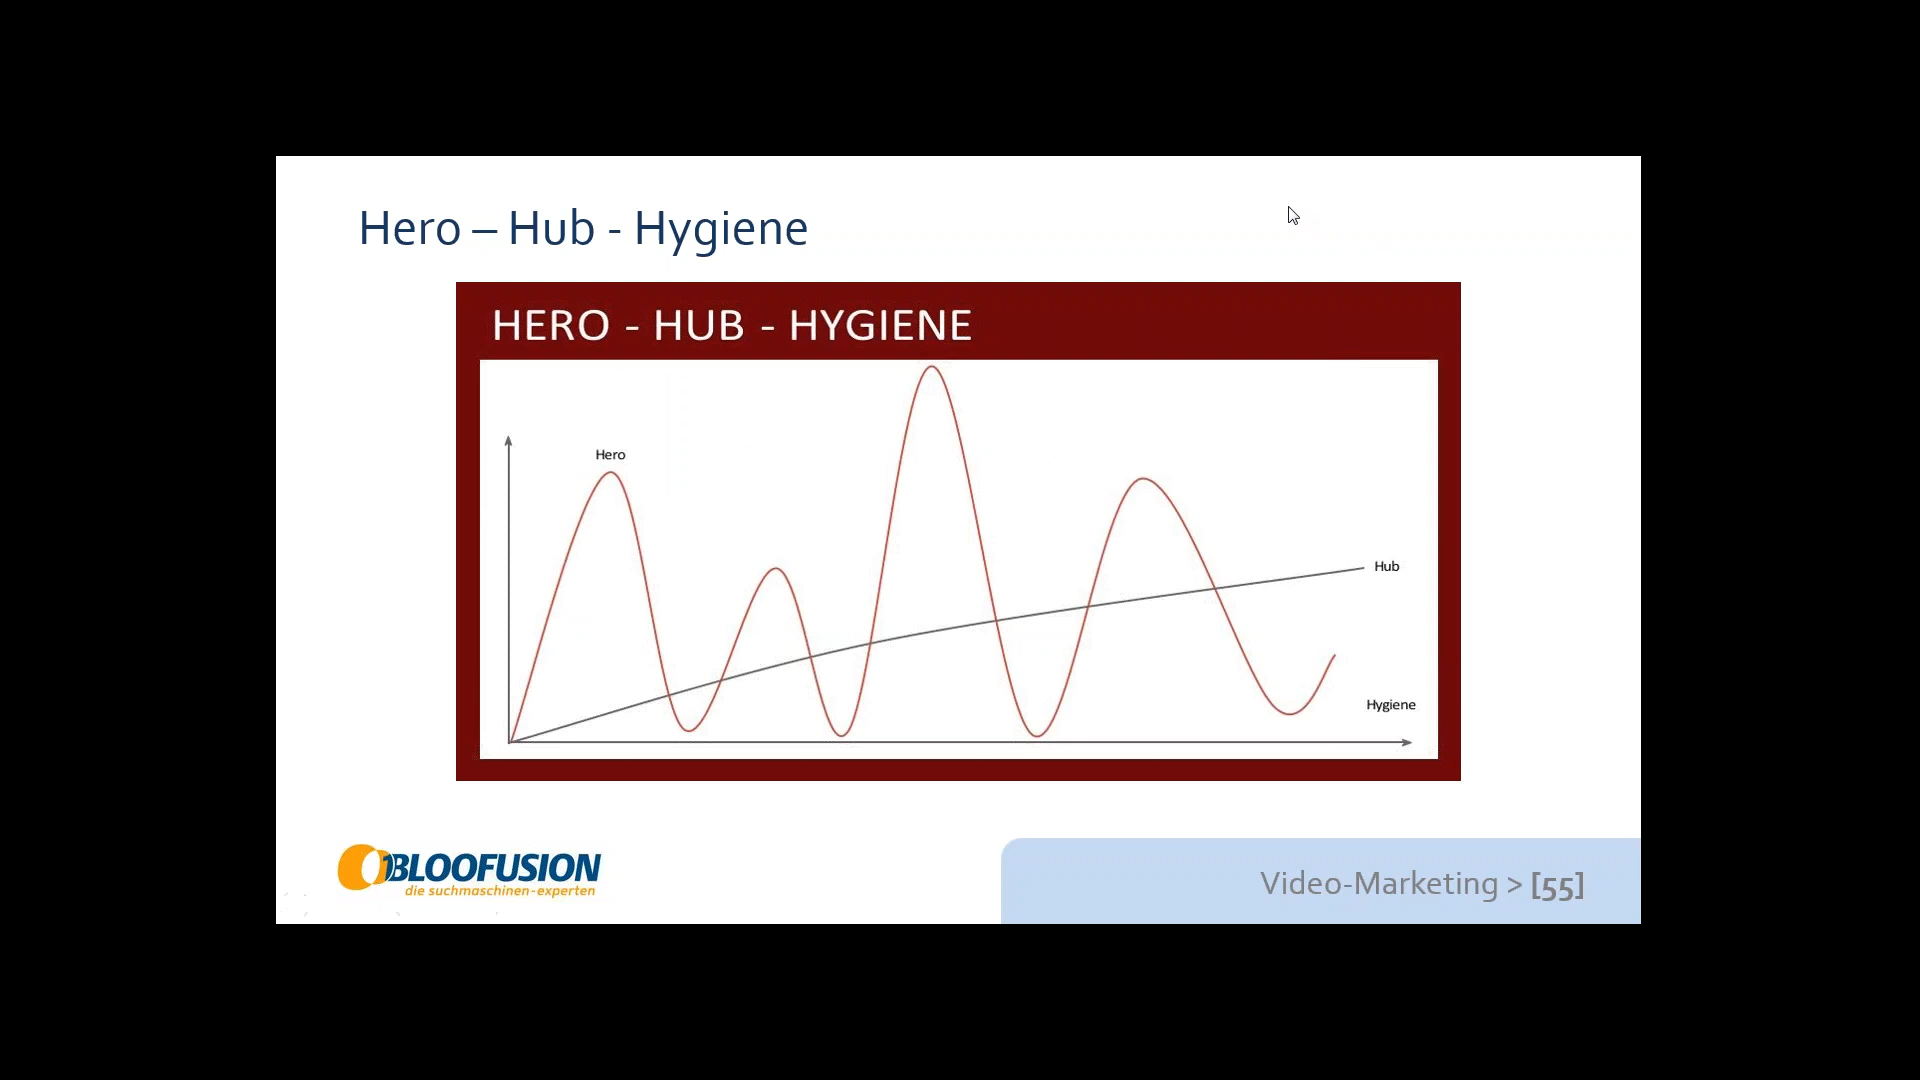 Hero – Hub - Hygiene
HERO - HUB - HYGIENE
Hero
Hub
Hygiene
BLOOFUSION
die suchmaschinen-experten
Video-Marketing > [55]